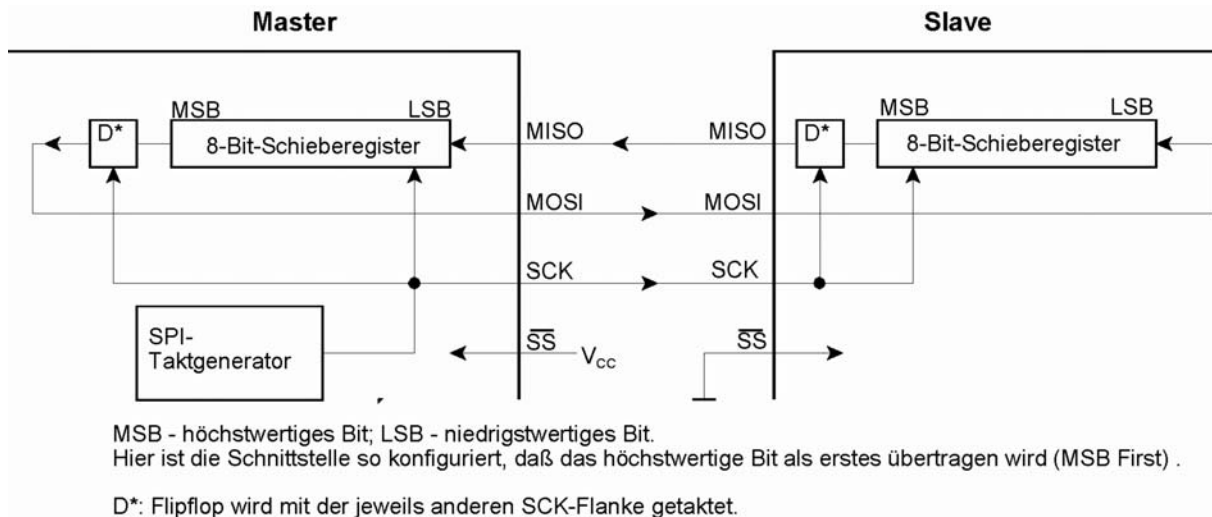 Master
Slave
MSB
LSB
D*
8-Bit-Schieberegister
MISO
MISO
D*
MSB
LSB
8-Bit-Schieberegister
MOSI
MOSI
SCK
SCK
SPI-
Taktgenerator
SS
Vcc
SS
MSB - höchstwertiges Bit; LSB - niedrigstwertiges Bit.
Hier ist die Schnittstelle so konfiguriert, daß das höchstwertige Bit als erstes übertragen wird (MSB First) .
D*: Flipflop wird mit der jeweils anderen SCK-Flanke getaktet.